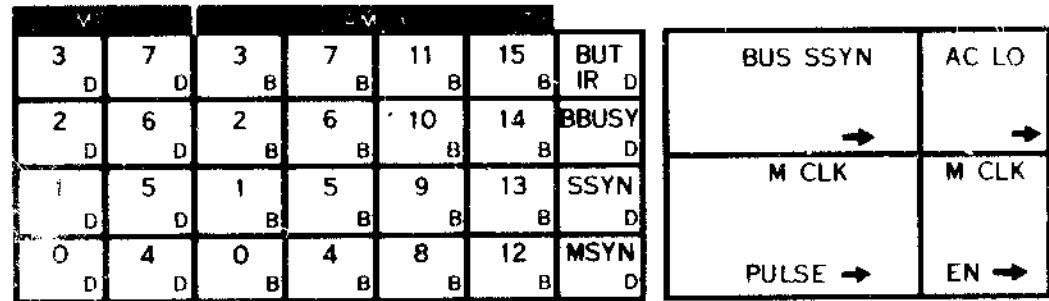 3 D 7 D 3 B 7 B 11 B 15 B BUT IR D
2 D 6 D 2 B 6 B 10 B 14 B BBUSY D
1 D 5 D 1 B 5 B 9 B 13 B SSYN D
0 D 4 D 0 B 4 B 8 B 12 B MSYN D
BUS SSYN → AC LO →
M CLK PULSE → M CLK EN →